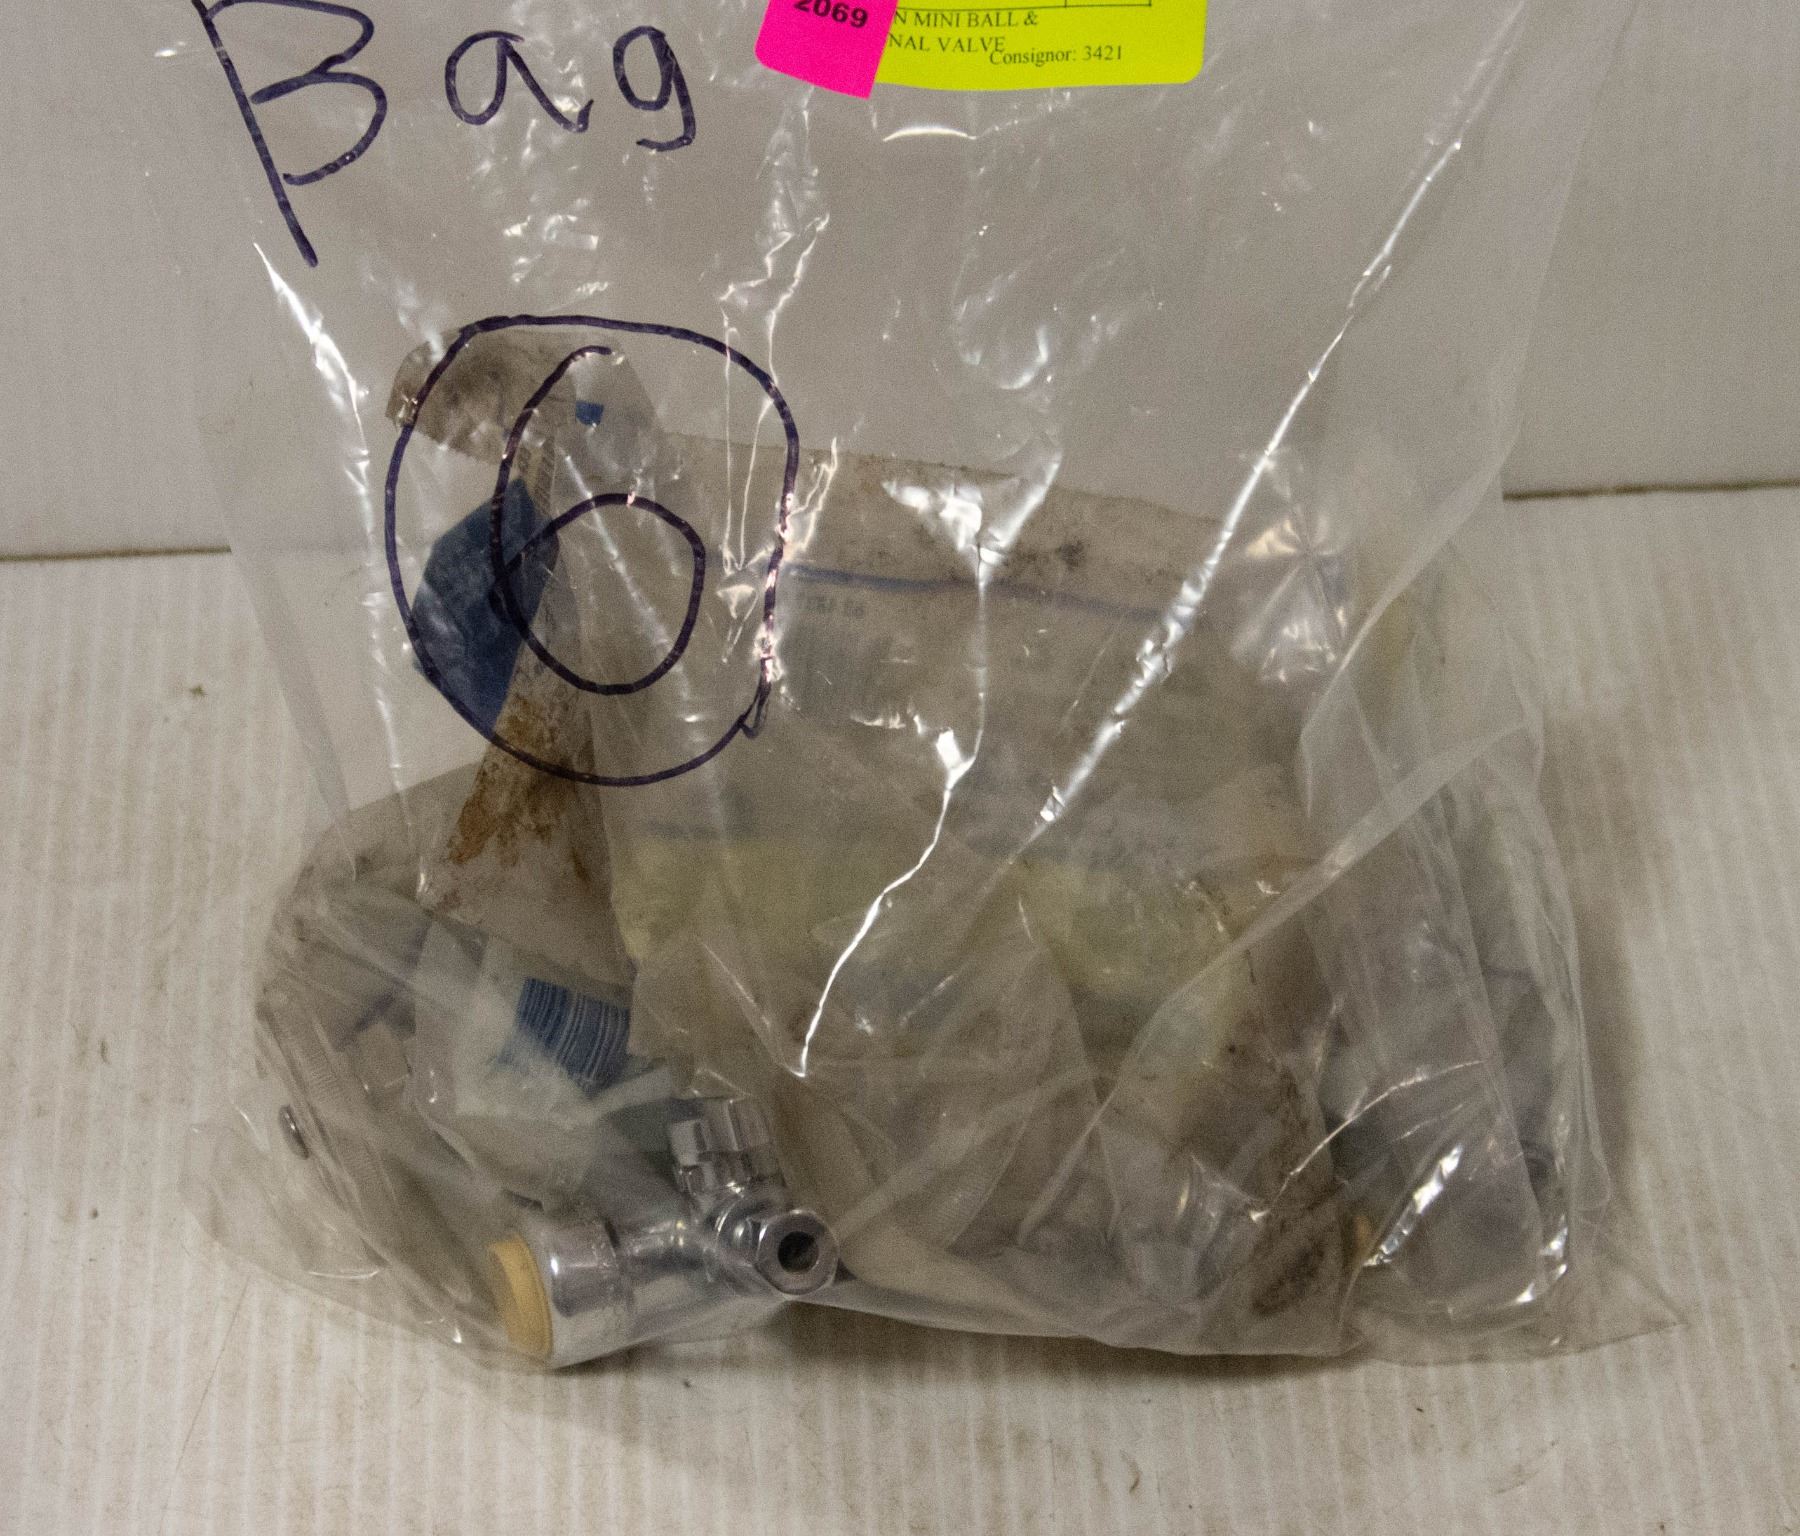 2069
N MINI BALL &
NAL VALVE
Consignor: 3421
Bag
6